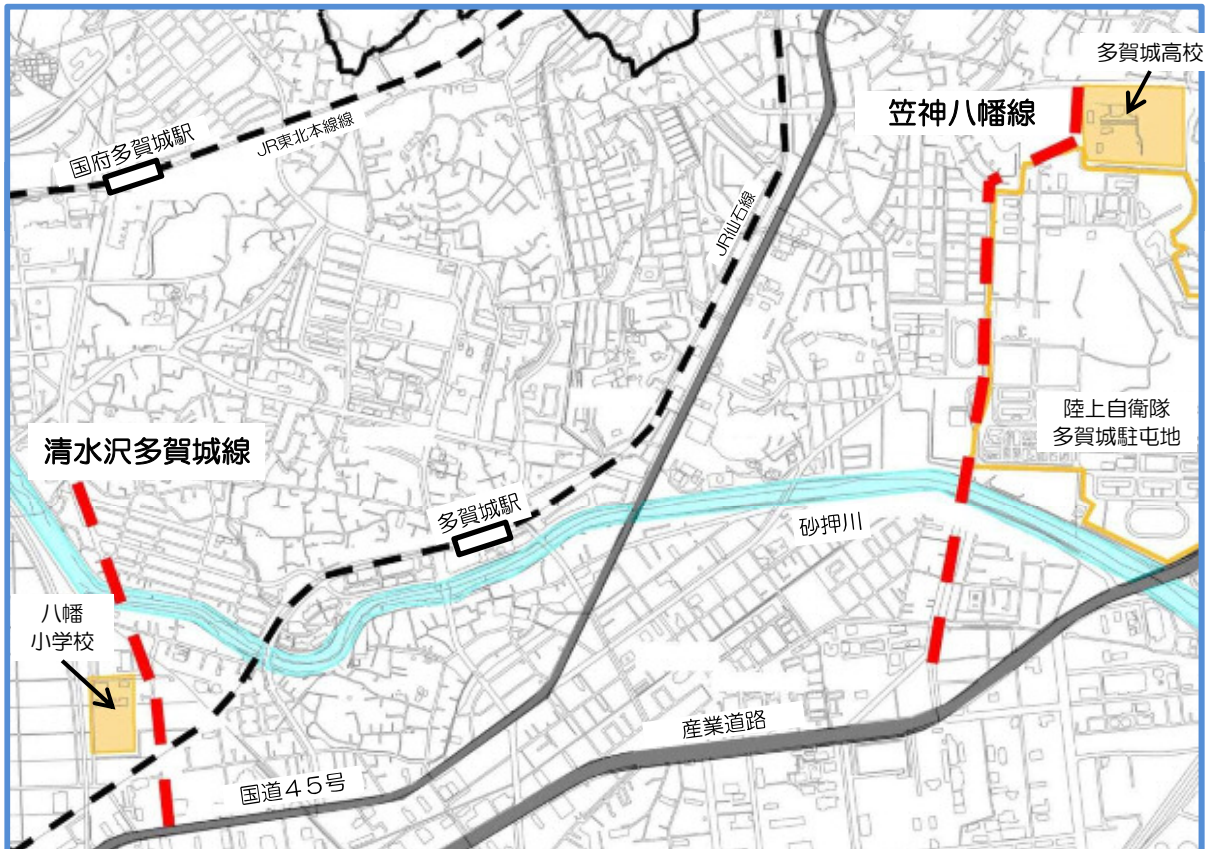 多賀城高校
笠神八幡線
国府多賀城駅
JR東北本線線
JR仙石線
陸上自衛隊
多賀城駐屯地
清水沢多賀城線
多賀城駅
砂押川
八幡
小学校
産業道路
国道45号